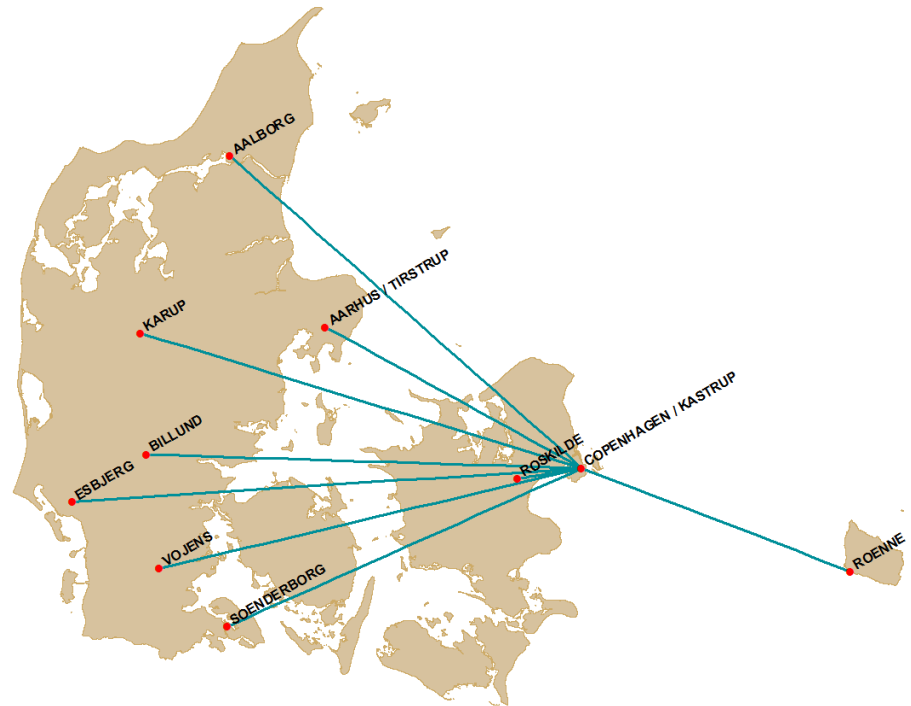 AALBORG
AARHUS / TIRSTRUP
KARUP
COPENHAGEN / KASTRUP
BILLUND
ROSKILDE
ESBJERG
VOJENS
ROENNE
SOENDERBORG